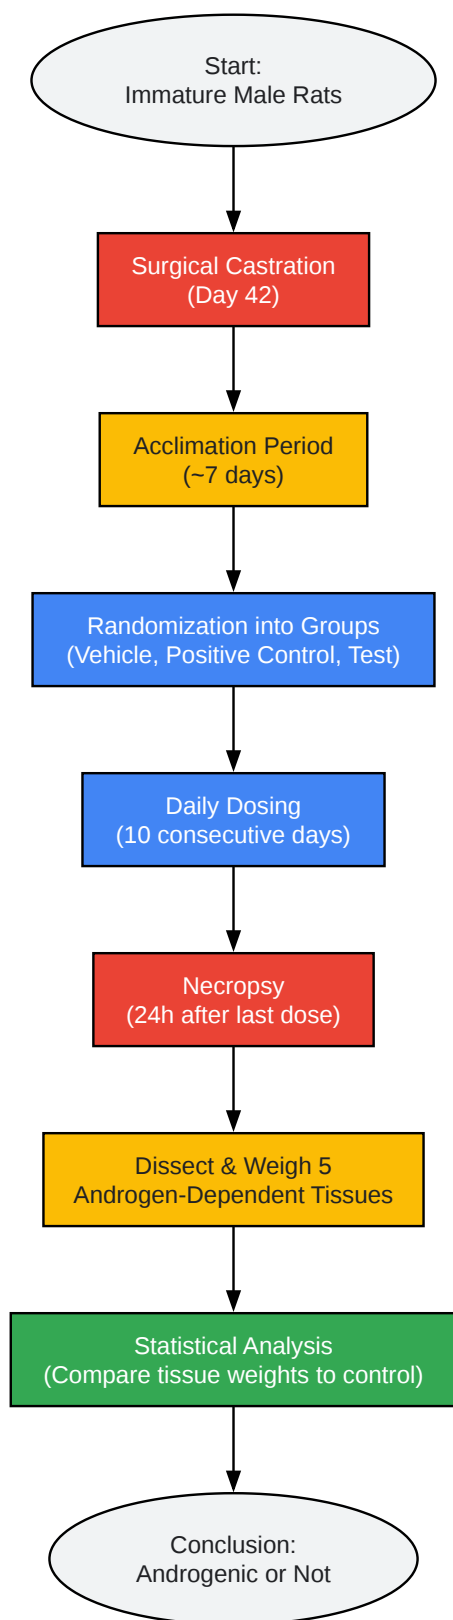 Start:
Immature Male Rats
Surgical Castration
(Day 42)
Acclimation Period
(~7 days)
Randomization into Groups
(Vehicle, Positive Control, Test)
Daily Dosing
(10 consecutive days)
Necropsy
(24h after last dose)
Dissect & Weigh 5
Androgen-Dependent Tissues
Statistical Analysis
(Compare tissue weights to control)
Conclusion:
Androgenic or Not